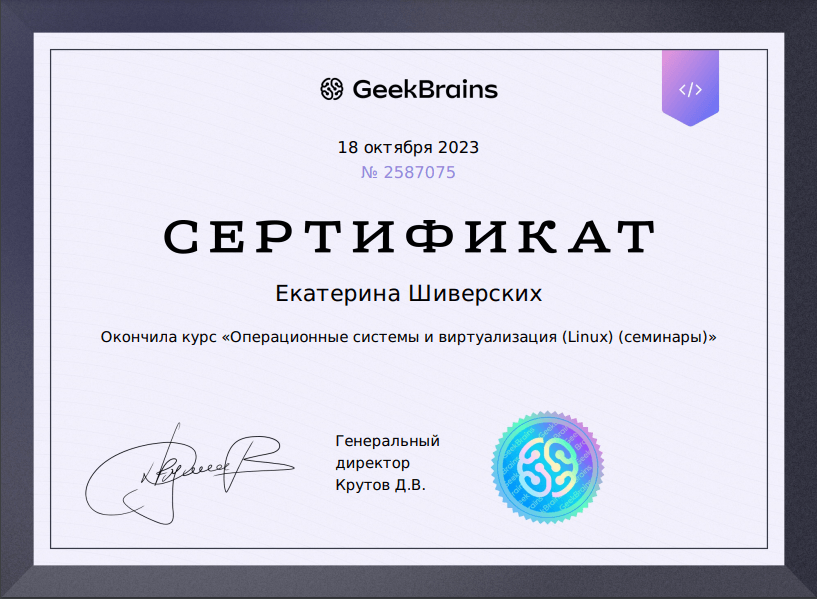 GeekBrains
</>
18 октября 2023
№ 2587075
СЕРТИФИКАТ
Екатерина Шиверских
Окончила курс «Операционные системы и виртуализация (Linux) (семинары)»
Генеральный
директор
Крутов Д.В.